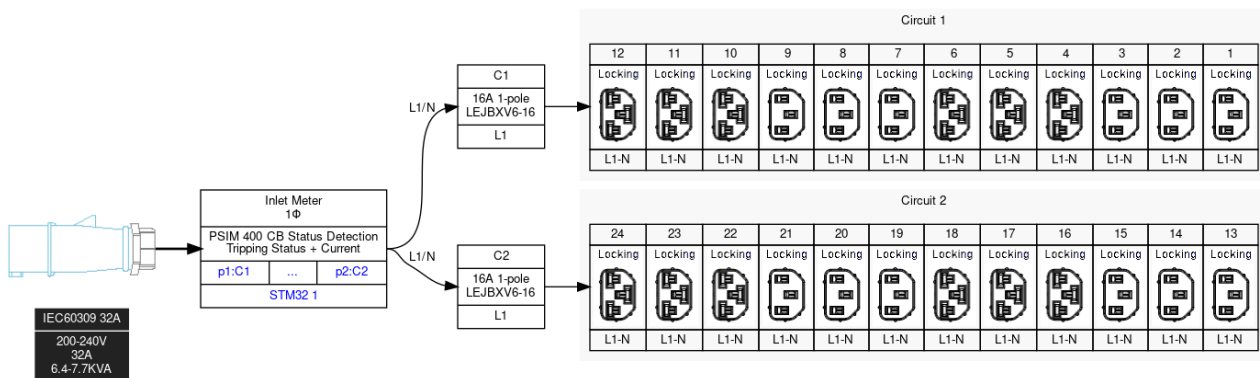 Circuit 1
12 11 10 9 8 7 6 5 4 3 2 1
Locking Locking Locking Locking Locking Locking Locking Locking Locking Locking Locking Locking
L1-N L1-N L1-N L1-N L1-N L1-N L1-N L1-N L1-N L1-N L1-N L1-N
C1
16A 1-pole
LEJBXV6-16
L1
L1/N
Inlet Meter
1Φ
PSIM 400 CB Status Detection
Tripping Status + Current
p1:C1 ... p2:C2
STM32 1
L1/N
C2
16A 1-pole
LEJBXV6-16
L1
Circuit 2
24 23 22 21 20 19 18 17 16 15 14 13
Locking Locking Locking Locking Locking Locking Locking Locking Locking Locking Locking Locking
L1-N L1-N L1-N L1-N L1-N L1-N L1-N L1-N L1-N L1-N L1-N L1-N
IEC60309 32A
200-240V
32A
6.4-7.7KVA